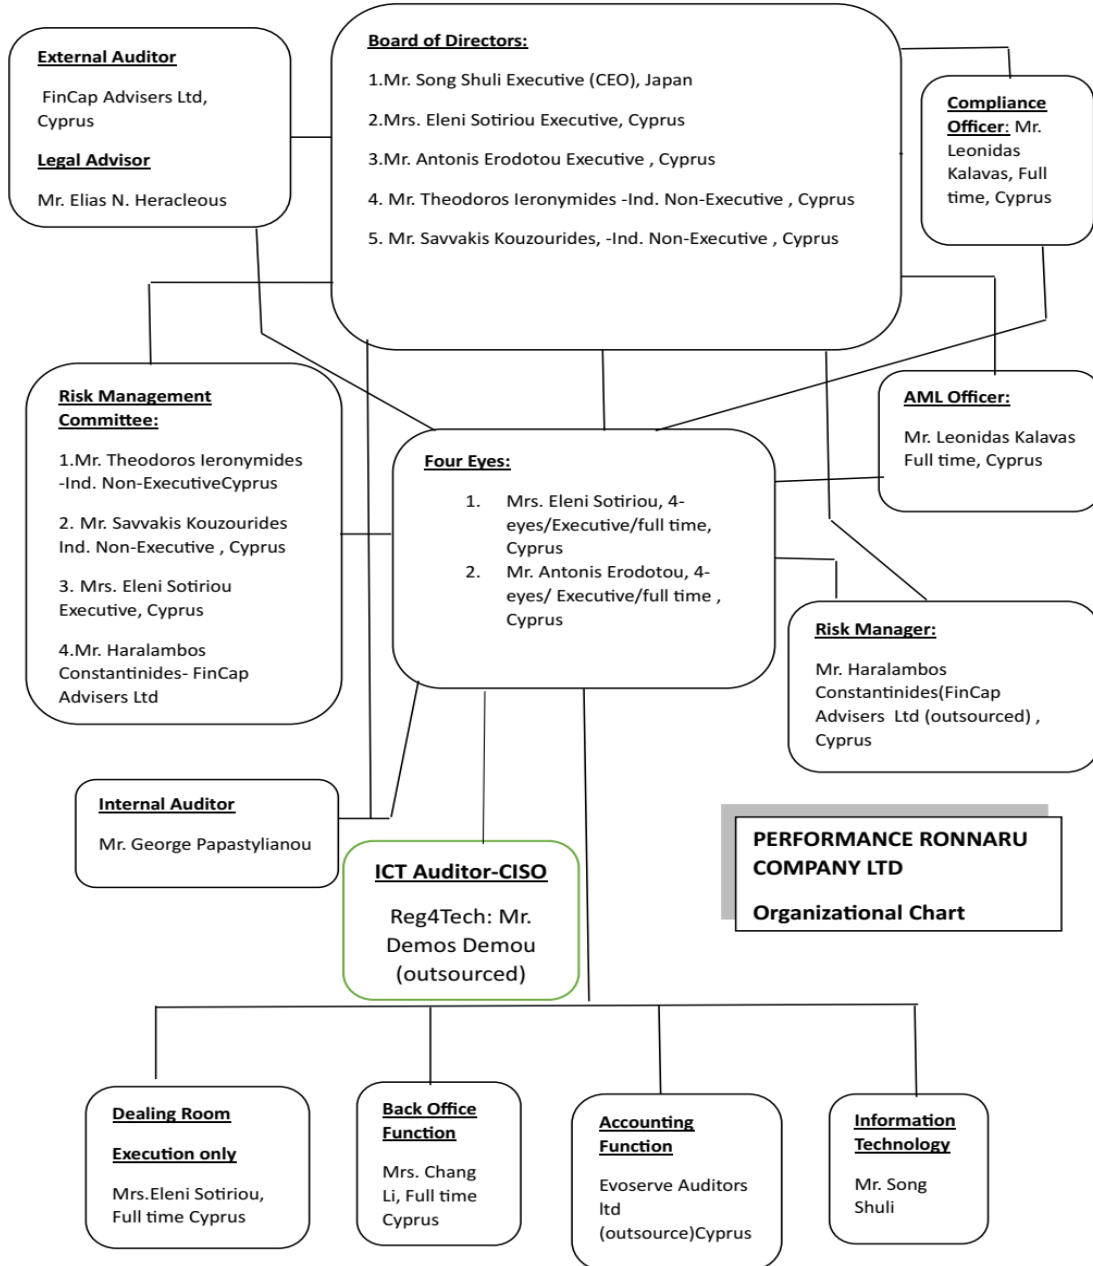 External Auditor
FinCap Advisers Ltd,
Cyprus
Legal Advisor
Mr. Elias N. Heracleous
Board of Directors:
1.Mr. Song Shuli Executive (CEO), Japan
2.Mrs. Eleni Sotiriou Executive, Cyprus
3.Mr. Antonis Erodotou Executive , Cyprus
4. Mr. Theodoros Ieronymides -Ind. Non-Executive , Cyprus
5. Mr. Savvakis Kouzourides, -Ind. Non-Executive , Cyprus
Compliance
Officer: Mr.
Leonidas
Kalavas, Full
time, Cyprus
Risk Management
Committee:
1.Mr. Theodoros Ieronymides
-Ind. Non-ExecutiveCyprus
2. Mr. Savvakis Kouzourides
Ind. Non-Executive , Cyprus
3. Mrs. Eleni Sotiriou
Executive, Cyprus
4.Mr. Haralambos
Constantinides- FinCap
Advisers Ltd
Four Eyes:
1. Mrs. Eleni Sotiriou, 4-
eyes/Executive/full time,
Cyprus
2. Mr. Antonis Erodotou, 4-
eyes/ Executive/full time ,
Cyprus
AML Officer:
Mr. Leonidas Kalavas
Full time, Cyprus
Risk Manager:
Mr. Haralambos
Constantinides(FinCap
Advisers Ltd (outsourced) ,
Cyprus
Internal Auditor
Mr. George Papastylianou
ICT Auditor-CISO
Reg4Tech: Mr.
Demos Demou
(outsourced)
PERFORMANCE RONNARU
COMPANY LTD
Organizational Chart
Dealing Room
Execution only
Mrs.Eleni Sotiriou,
Full time Cyprus
Back Office
Function
Mrs. Chang
Li, Full time
Cyprus
Accounting
Function
Evoserve Auditors
ltd
(outsource)Cyprus
Information
Technology
Mr. Song
Shuli